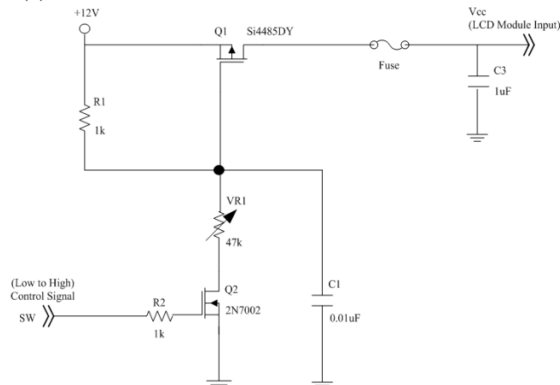 +12V
Q1
Si4485DY
Vcc
(LCD Module Input)
Fuse
C3
1uF
R1
1k
VR1
47k
(Low to High)
Control Signal
SW
R2
1k
Q2
2N7002
C1
0.01uF